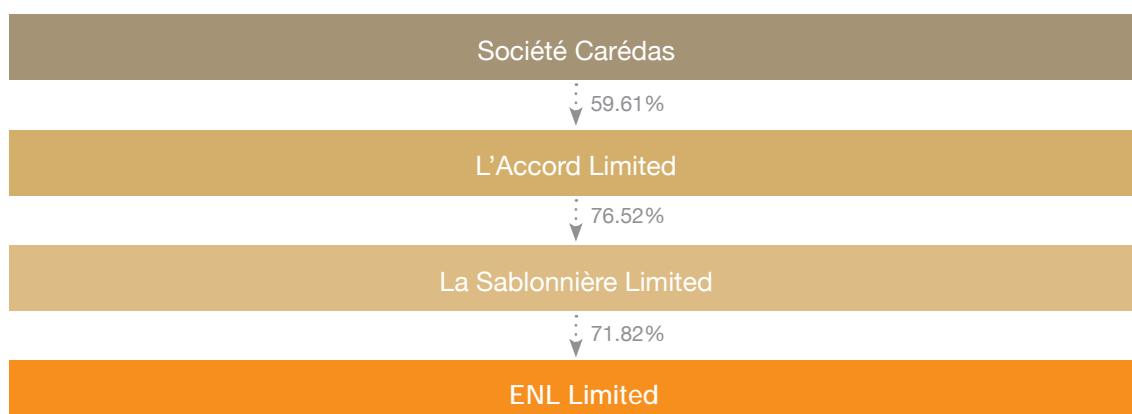 Société Carédas
59.61%
L’Accord Limited
76.52%
La Sablonnière Limited
71.82%
ENL Limited